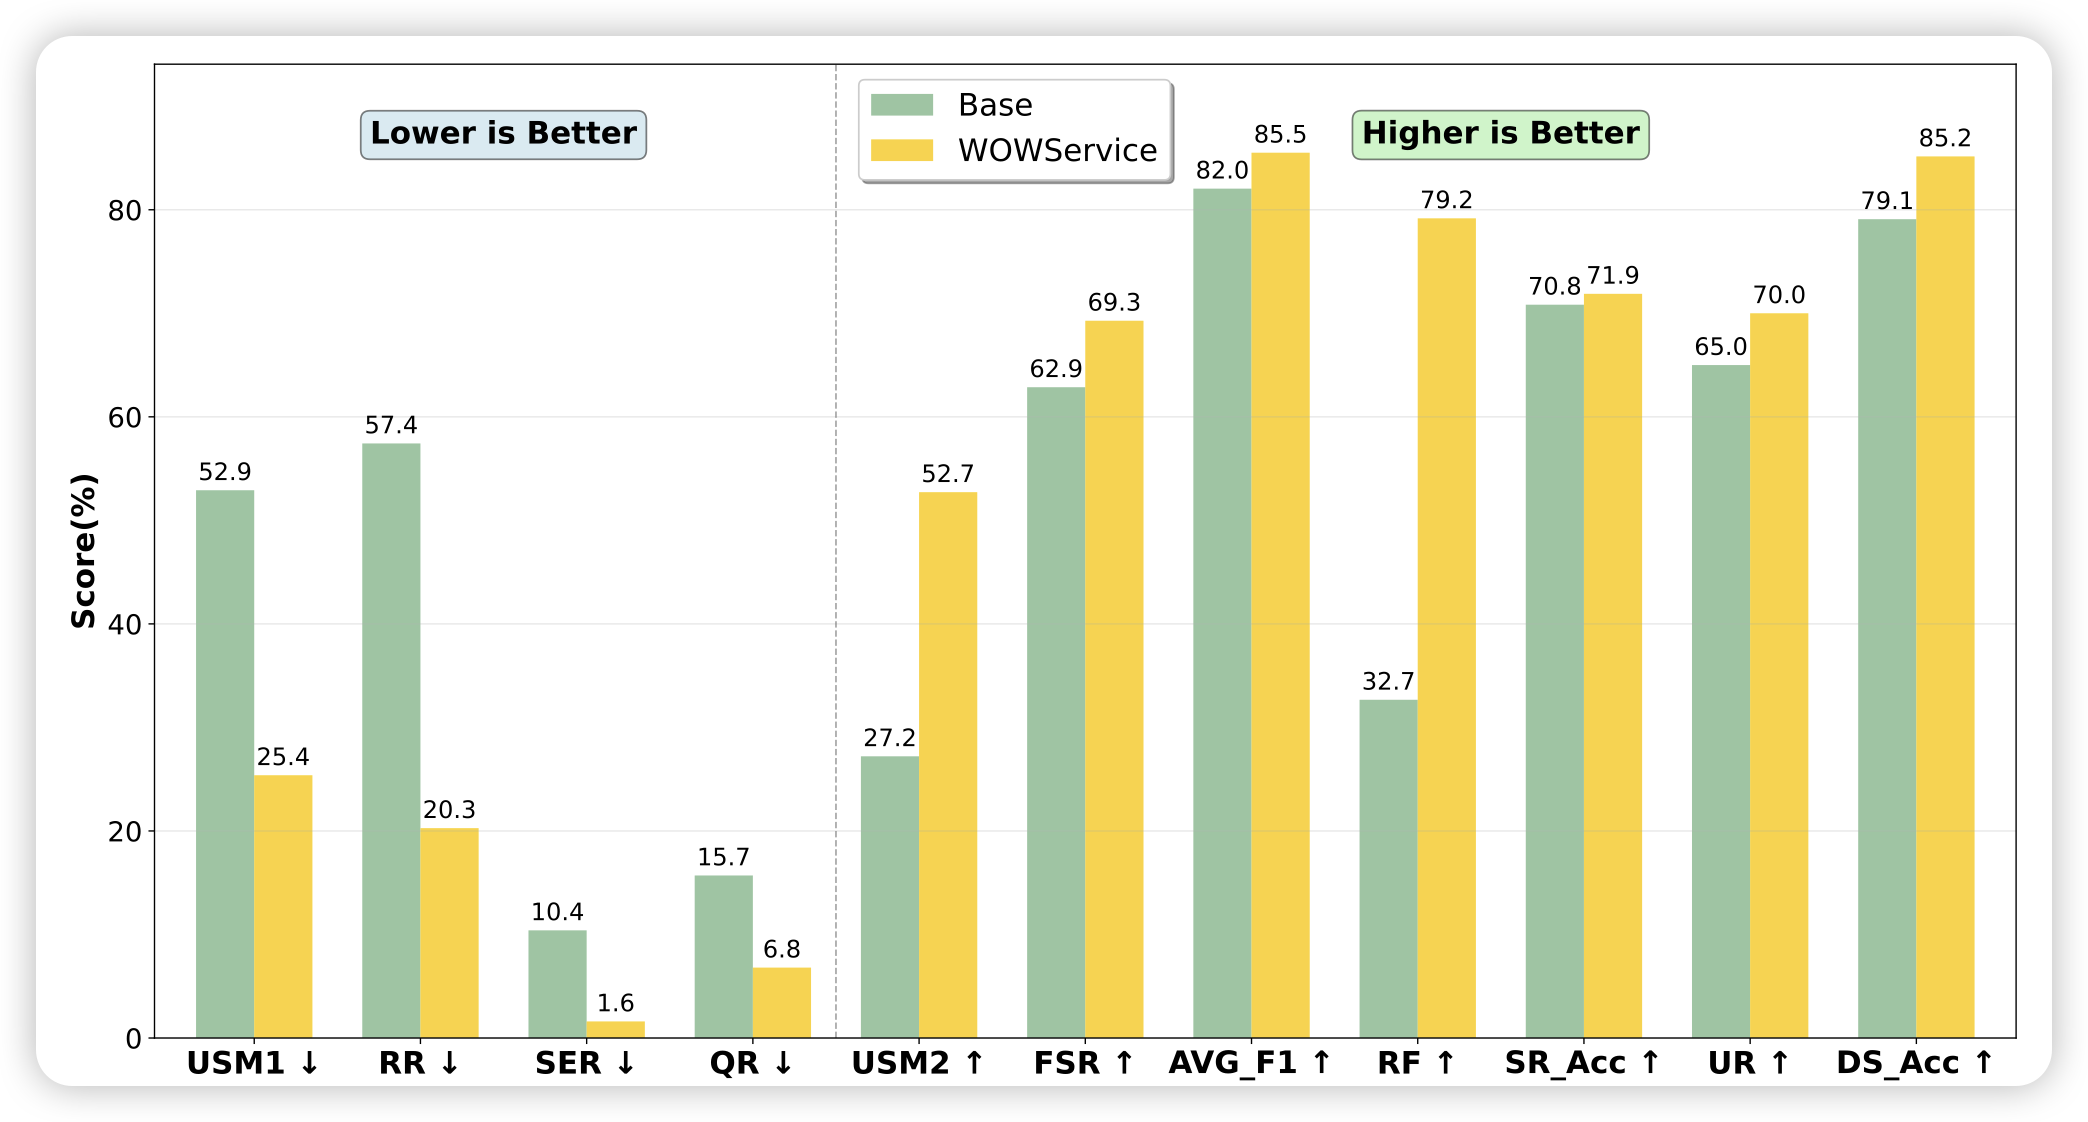 Lower is Better
Base
WOWService
Higher is Better
Score(%)
80
60
40
20
0
52.9
25.4
57.4
20.3
10.4
1.6
15.7
6.8
27.2
52.7
62.9
69.3
82.0
85.5
32.7
79.2
70.8
71.9
65.0
70.0
79.1
85.2
USM1 ↓
RR ↓
SER ↓
QR ↓
USM2 ↑
FSR ↑
AVG_F1 ↑
RF ↑
SR_Acc ↑
UR ↑
DS_Acc ↑